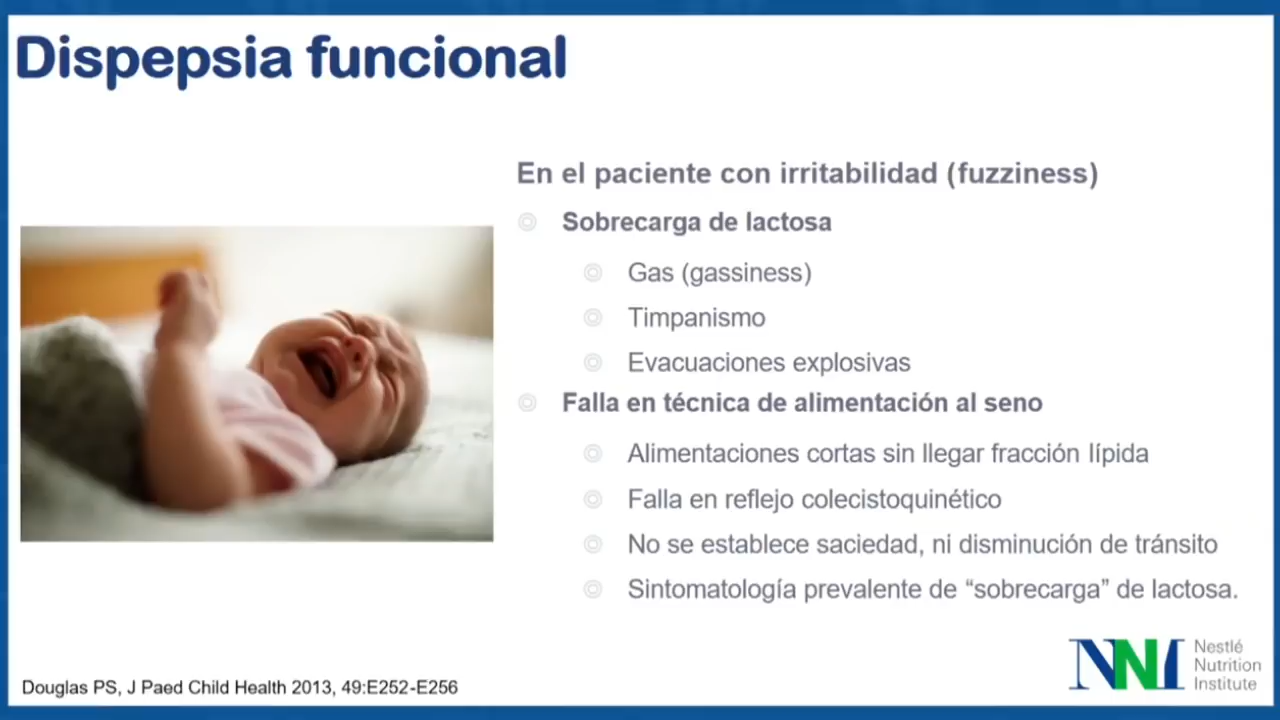 Dispepsia funcional
En el paciente con irritabilidad (fuzziness)
Sobrecarga de lactosa
Gas (gassiness)
Timpanismo
Evacuaciones explosivas
Falla en técnica de alimentación al seno
Alimentaciones cortas sin llegar fracción lípida
Falla en reflejo colecistoquinético
No se establece saciedad, ni disminución de tránsito
Sintomatología prevalente de “sobrecarga” de lactosa.
Douglas PS, J Paed Child Health 2013, 49:E252-E256
NNI
Nestlé
Nutrition
Institute